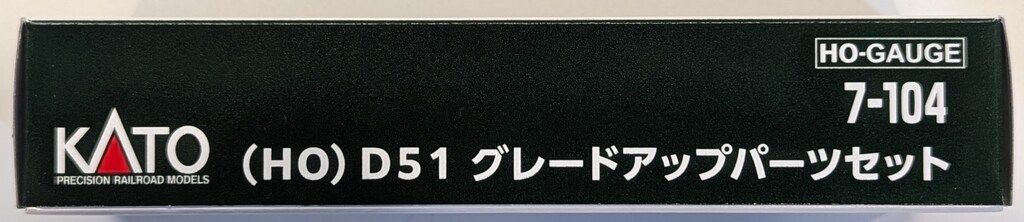 HO-GAUGE
7-104
KATO
PRECISION RAILROAD MODELS
(HO) D51 グレードアップパーツセット